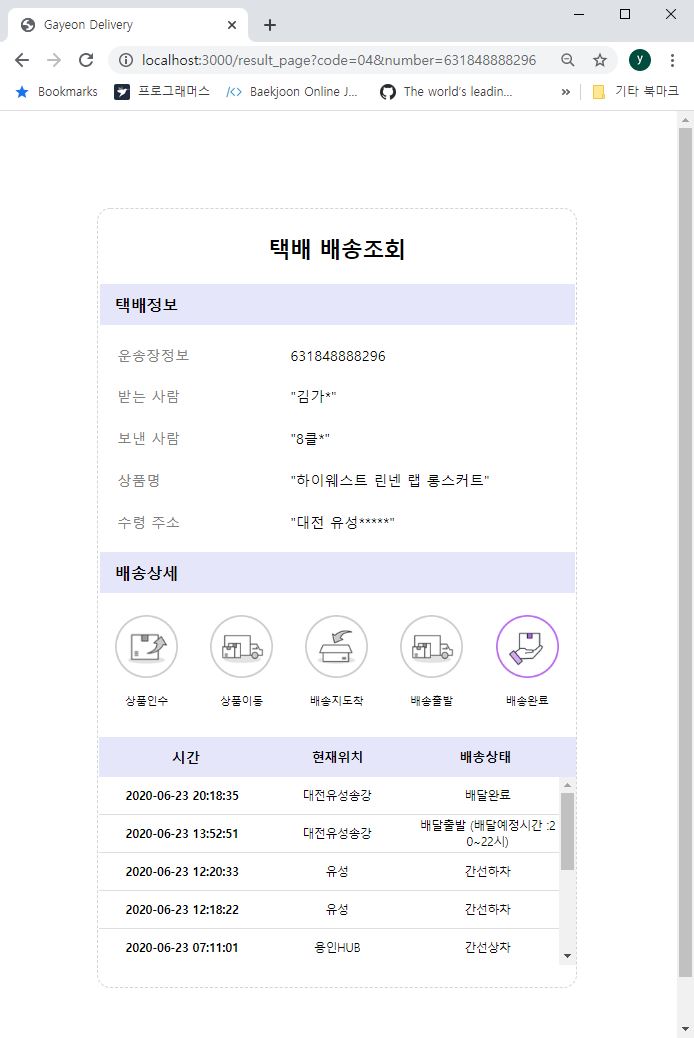 Gayeon Delivery
localhost:3000/result_page?code=04&number=631848888296
y
Bookmarks 프로그래머스 Baekjoon Online J... The world's leadin... » 기타 북마크
택배 배송조회
택배정보
운송장정보 631848888296
받는 사람 "김가*"
보낸 사람 "8클*"
상품명 "하이웨스트 린넨 랩 롱스커트"
수령 주소 "대전 유성*****"
배송상세
상품인수 상품이동 배송지도착 배송출발 배송완료
시간 현재위치 배송상태
2020-06-23 20:18:35 대전유성송강 배달완료
2020-06-23 13:52:51 대전유성송강 배달출발 (배달예정시간 :2
0~22시)
2020-06-23 12:20:33 유성 간선하차
2020-06-23 12:18:22 유성 간선하차
2020-06-23 07:11:01 용인HUB 간선상차